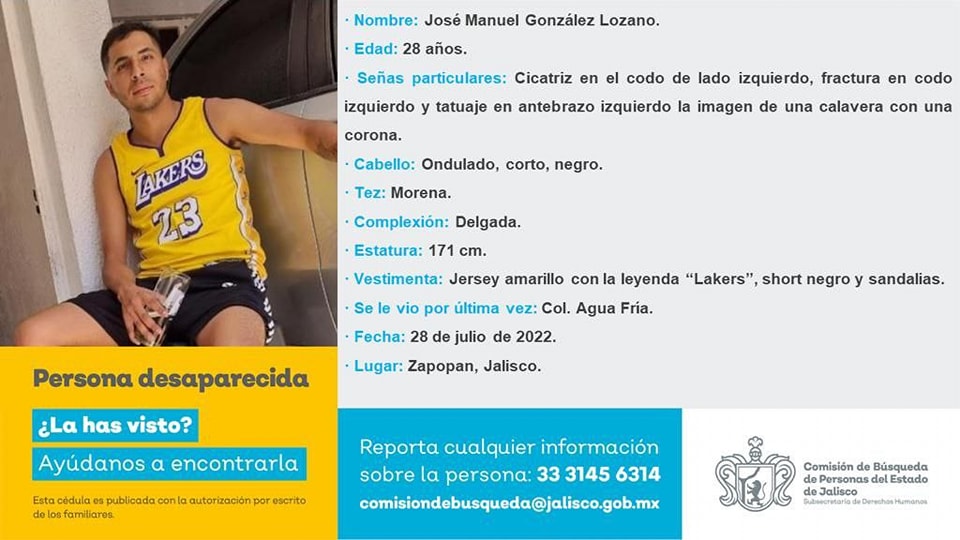 LAKERS
23
Persona desaparecida
¿La has visto?
Ayúdanos a encontrarla
Esta cédula es publicada con la autorización por escrito
de los familiares.
· Nombre: José Manuel González Lozano.
· Edad: 28 años.
· Señas particulares: Cicatriz en el codo de lado izquierdo, fractura en codo
izquierdo y tatuaje en antebrazo izquierdo la imagen de una calavera con una
corona.
· Cabello: Ondulado, corto, negro.
· Tez: Morena.
· Complexión: Delgada.
· Estatura: 171 cm.
· Vestimenta: Jersey amarillo con la leyenda “Lakers”, short negro y sandalias.
· Se le vio por última vez: Col. Agua Fría.
· Fecha: 28 de julio de 2022.
· Lugar: Zapopan, Jalisco.
Reporta cualquier información
sobre la persona: 33 3145 6314
comisiondebusqueda@jalisco.gob.mx
Comisión de Búsqueda
de Personas del Estado
de Jalisco
Subsecretaría de Derechos Humanos